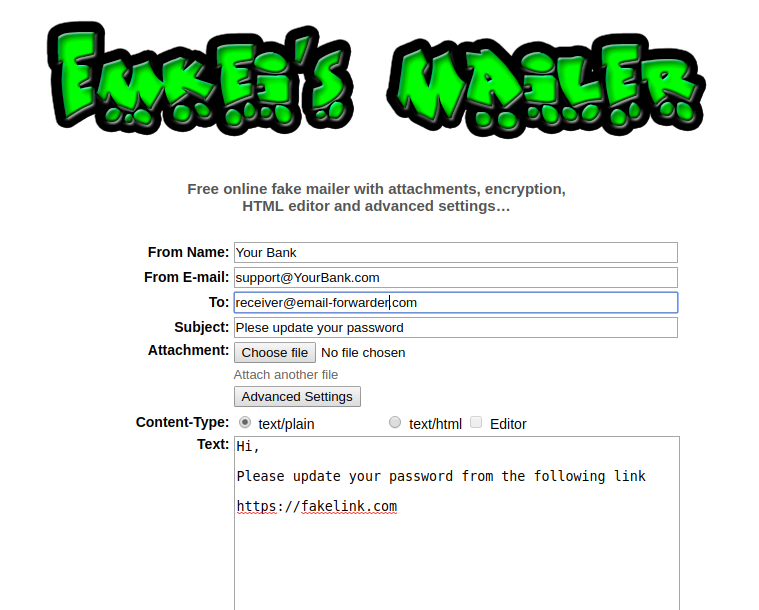 EmkEi's MAiLEr
Free online fake mailer with attachments, encryption,
HTML editor and advanced settings…
From Name: Your Bank
From E-mail: support@YourBank.com
To: receiver@email-forwarder.com
Subject: Plese update your password
Attachment: Choose file No file chosen
Attach another file
Advanced Settings
Content-Type: text/plain text/html Editor
Text: Hi,
Please update your password from the following link
https://fakelink.com